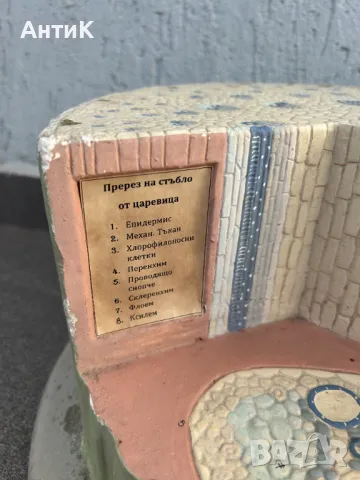 АнтиК
Пререз на стъбло
от царевица
1. Епидермис
2. Механ. Тъкан
3. Хлорофилоносни
клетки
4. Перенхим
5. Проводящо
снопче
6. Склеренхим
7. Флоем
8. Ксилем
BAZAR